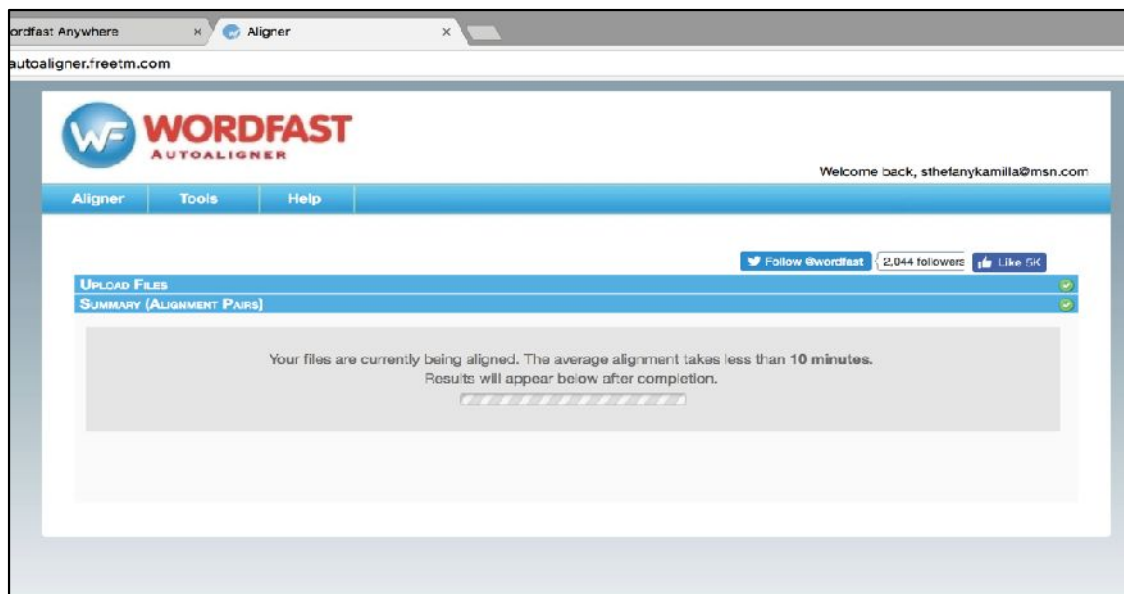 ordfast Anywhere
Aligner
autoaligner.freetm.com
WF WORDFAST
AUTOALIGNER
Welcome back, sthefanykamilla@msn.com
Aligner Tools Help
Follow @wordfast 2,044 followers Like 5K
UPLOAD FILES
SUMMARY (ALIGNMENT PAIRS)
Your files are currently being aligned. The average alignment takes less than 10 minutes.
Results will appear below after completion.